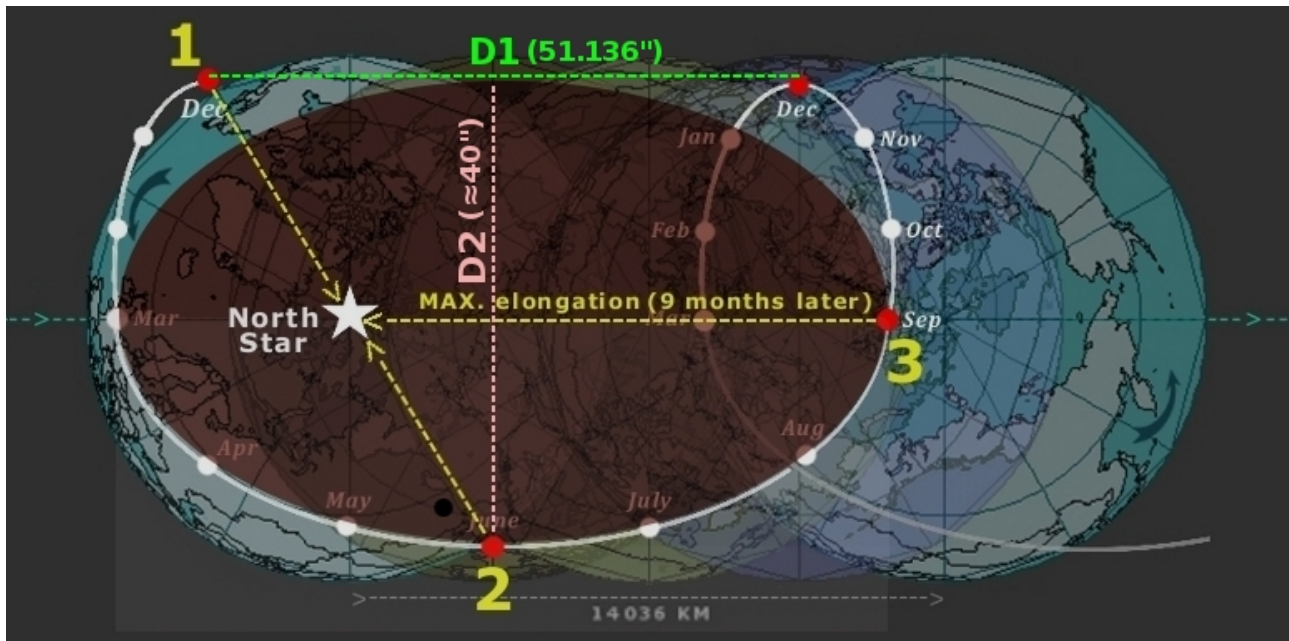 1
D1 (51.136")
Dec
Dec
Jan
Nov
D2 (≈40")
Feb
Oct
MAX. elongation (9 months later)
Mar
North
Star
Mar
Sep
3
Apr
Aug
May
June
July
2
14036 KM